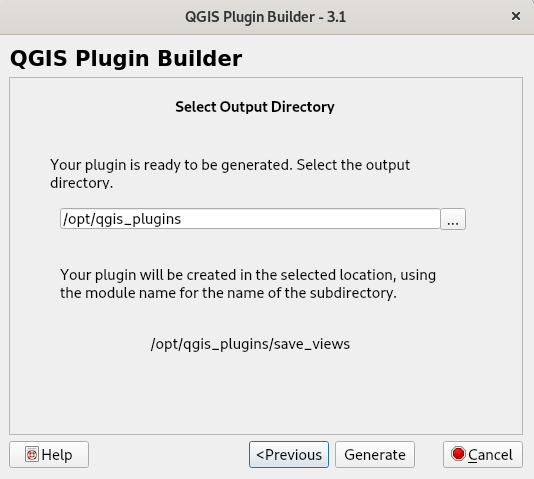 QGIS Plugin Builder - 3.1
×
QGIS Plugin Builder
Select Output Directory
Your plugin is ready to be generated. Select the output
directory.
/opt/qgis_plugins
...
Your plugin will be created in the selected location, using
the module name for the name of the subdirectory.
/opt/qgis_plugins/save_views
Help
<Previous
Generate
Cancel